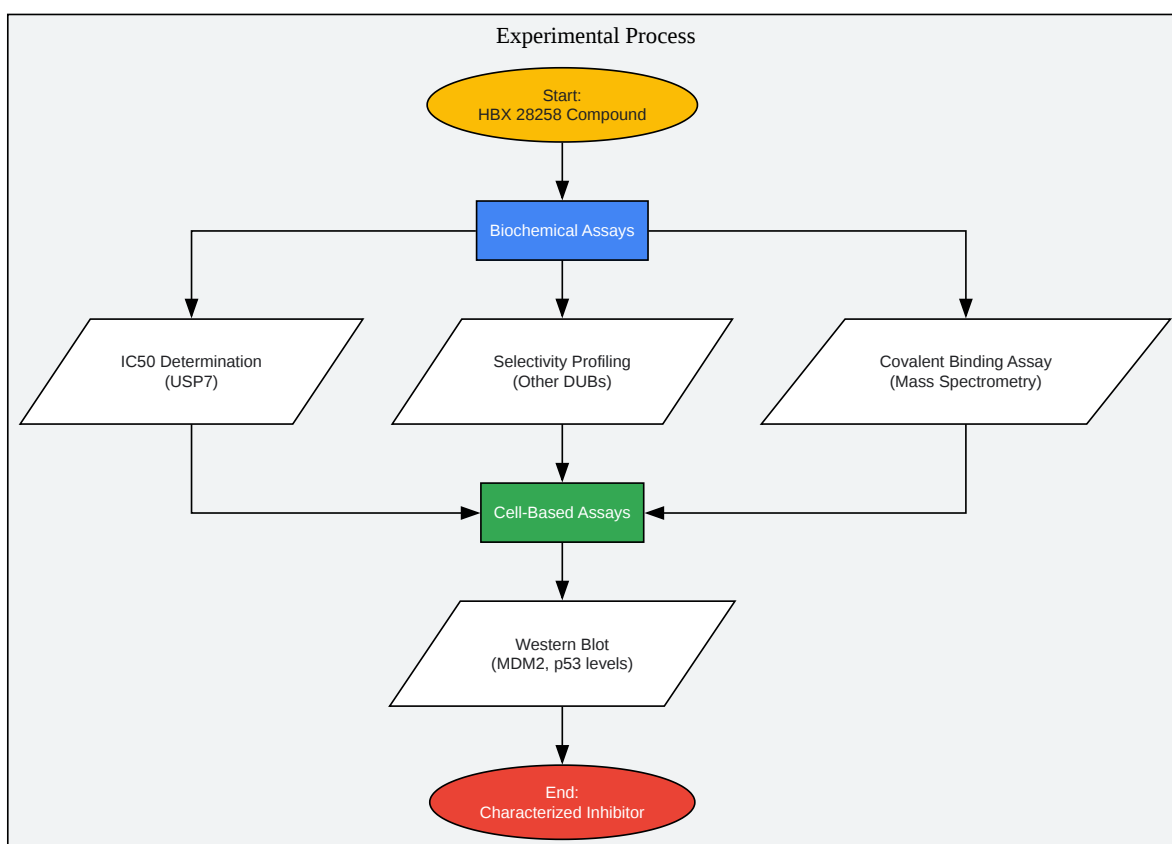 Experimental Process
Start:
HBX 28258 Compound
Biochemical Assays
IC50 Determination
(USP7)
Selectivity Profiling
(Other DUBs)
Covalent Binding Assay
(Mass Spectrometry)
Cell-Based Assays
Western Blot
(MDM2, p53 levels)
End:
Characterized Inhibitor